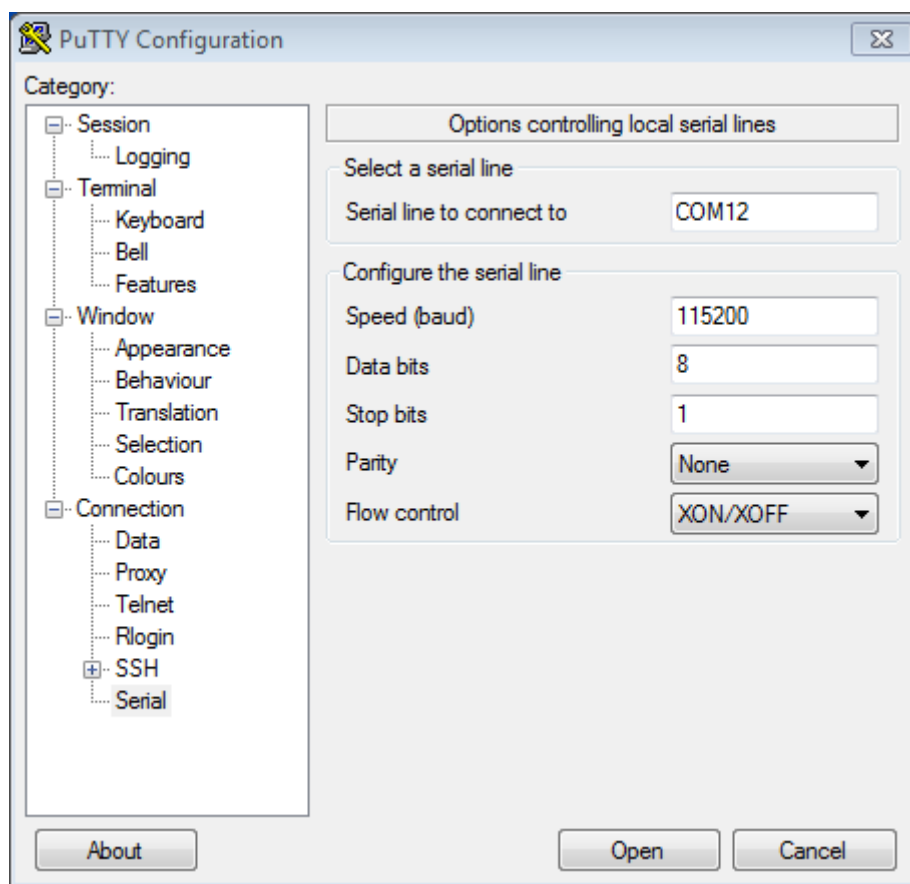 PuTTY Configuration
Category:
Session
Logging
Terminal
Keyboard
Bell
Features
Window
Appearance
Behaviour
Translation
Selection
Colours
Connection
Data
Proxy
Telnet
Rlogin
SSH
Serial
Options controlling local serial lines
Select a serial line
Serial line to connect to COM12
Configure the serial line
Speed (baud) 115200
Data bits 8
Stop bits 1
Parity None
Flow control XON/XOFF
About Open Cancel